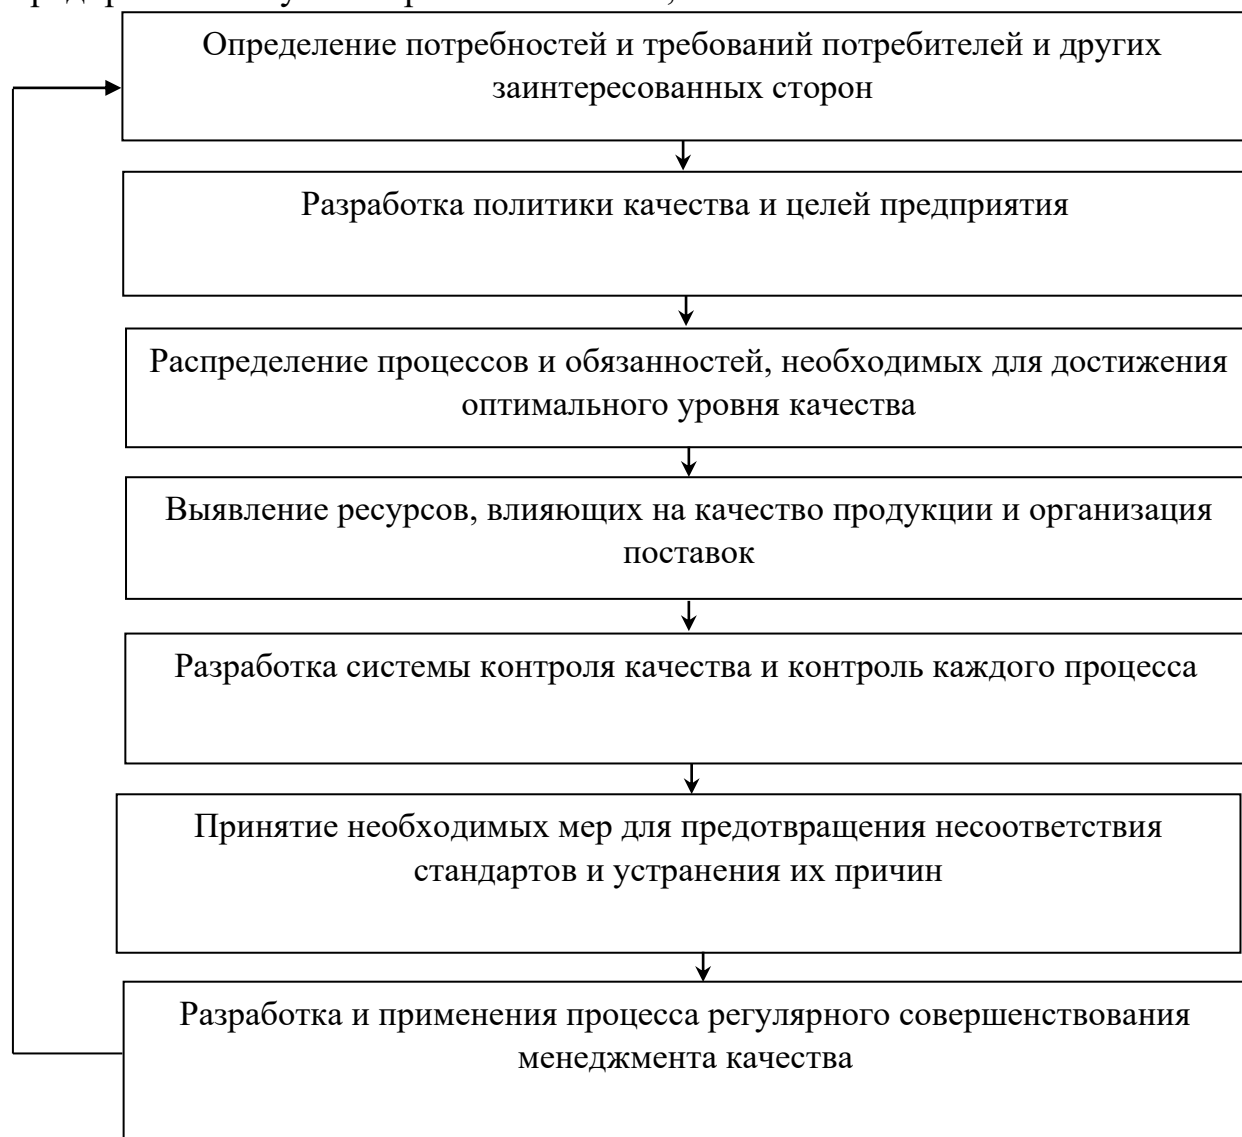 Определение потребностей и требований потребителей и других
заинтересованных сторон
Разработка политики качества и целей предприятия
Распределение процессов и обязанностей, необходимых для достижения
оптимального уровня качества
Выявление ресурсов, влияющих на качество продукции и организация
поставок
Разработка системы контроля качества и контроль каждого процесса
Принятие необходимых мер для предотвращения несоответствия
стандартов и устранения их причин
Разработка и применения процесса регулярного совершенствования
менеджмента качества